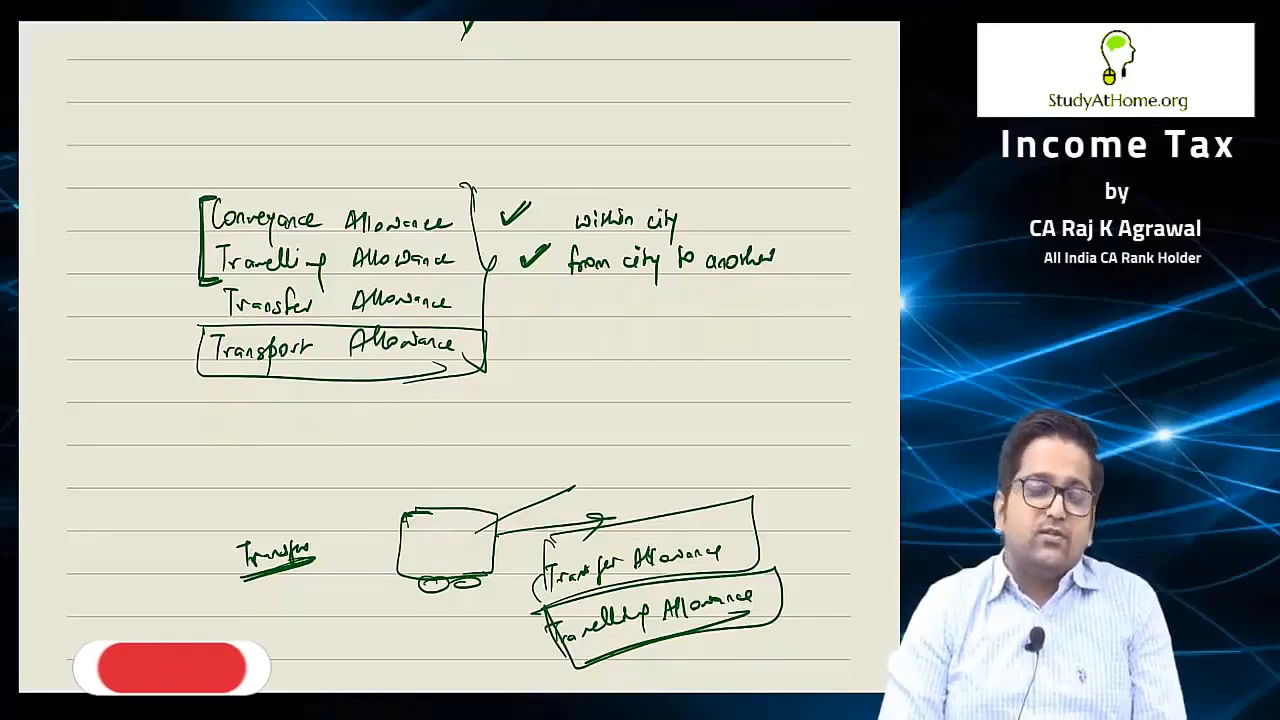 Conveyance Allowance ✓ within city
Travelling Allowance ✓ from city to another
Transfer Allowance
Transport Allowance
Transfer
Transfer Allowance
Travelling Allowance
StudyAtHome.org
Income Tax
by
CA Raj K Agrawal
All India CA Rank Holder